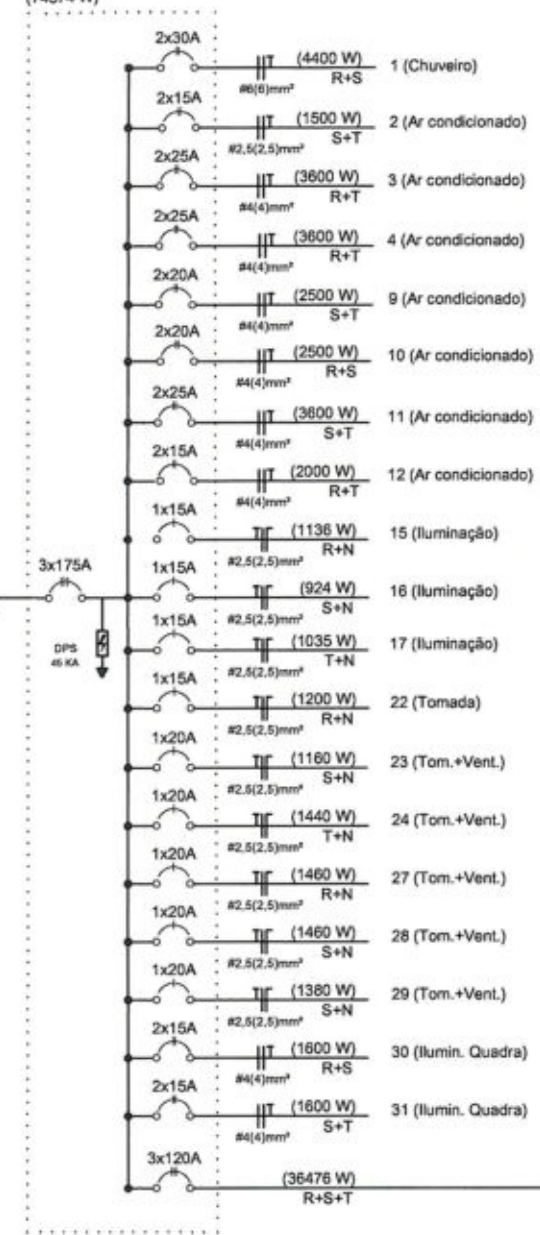 2x30A
(4400 W) 1 (Chuveiro)
#6(6)mm² R+S
2x15A
(1500 W) 2 (Ar condicionado)
#2,5(2,5)mm² S+T
2x25A
(3600 W) 3 (Ar condicionado)
#4(4)mm² R+T
2x25A
(3600 W) 4 (Ar condicionado)
#4(4)mm² R+T
2x20A
(2500 W) 9 (Ar condicionado)
#4(4)mm² S+T
2x20A
(2500 W) 10 (Ar condicionado)
#4(4)mm² R+S
2x25A
(3600 W) 11 (Ar condicionado)
#4(4)mm² S+T
2x15A
(2000 W) 12 (Ar condicionado)
#4(4)mm² R+T
1x15A
(1136 W) 15 (Iluminação)
#2,5(2,5)mm² R+N
3x175A
1x15A
(924 W) 16 (Iluminação)
#2,5(2,5)mm² S+N
DPS
45 KA
1x15A
(1035 W) 17 (Iluminação)
#2,5(2,5)mm² T+N
1x15A
(1200 W) 22 (Tomada)
#2,5(2,5)mm² R+N
1x20A
(1160 W) 23 (Tom.+Vent.)
#2,5(2,5)mm² S+N
1x20A
(1440 W) 24 (Tom.+Vent.)
#2,5(2,5)mm² T+N
1x20A
(1460 W) 27 (Tom.+Vent.)
#2,5(2,5)mm² R+N
1x20A
(1460 W) 28 (Tom.+Vent.)
#2,5(2,5)mm² S+N
1x20A
(1380 W) 29 (Tom.+Vent.)
#2,5(2,5)mm² S+N
2x15A
(1600 W) 30 (Ilumin. Quadra)
#4(4)mm² R+S
2x15A
(1600 W) 31 (Ilumin. Quadra)
#4(4)mm² S+T
3x120A
(36476 W)
R+S+T